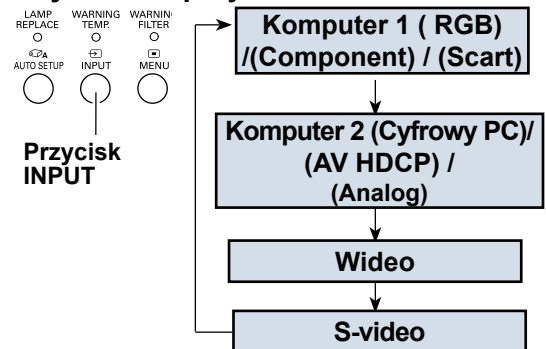 LAMP REPLACE
WARNING TEMP.
WARNING FILTER
AUTO SETUP
INPUT
MENU
Przycisk
INPUT
Komputer 1 ( RGB)
/(Component) / (Scart)
Komputer 2 (Cyfrowy PC)/
(AV HDCP) /
(Analog)
Wideo
S-video